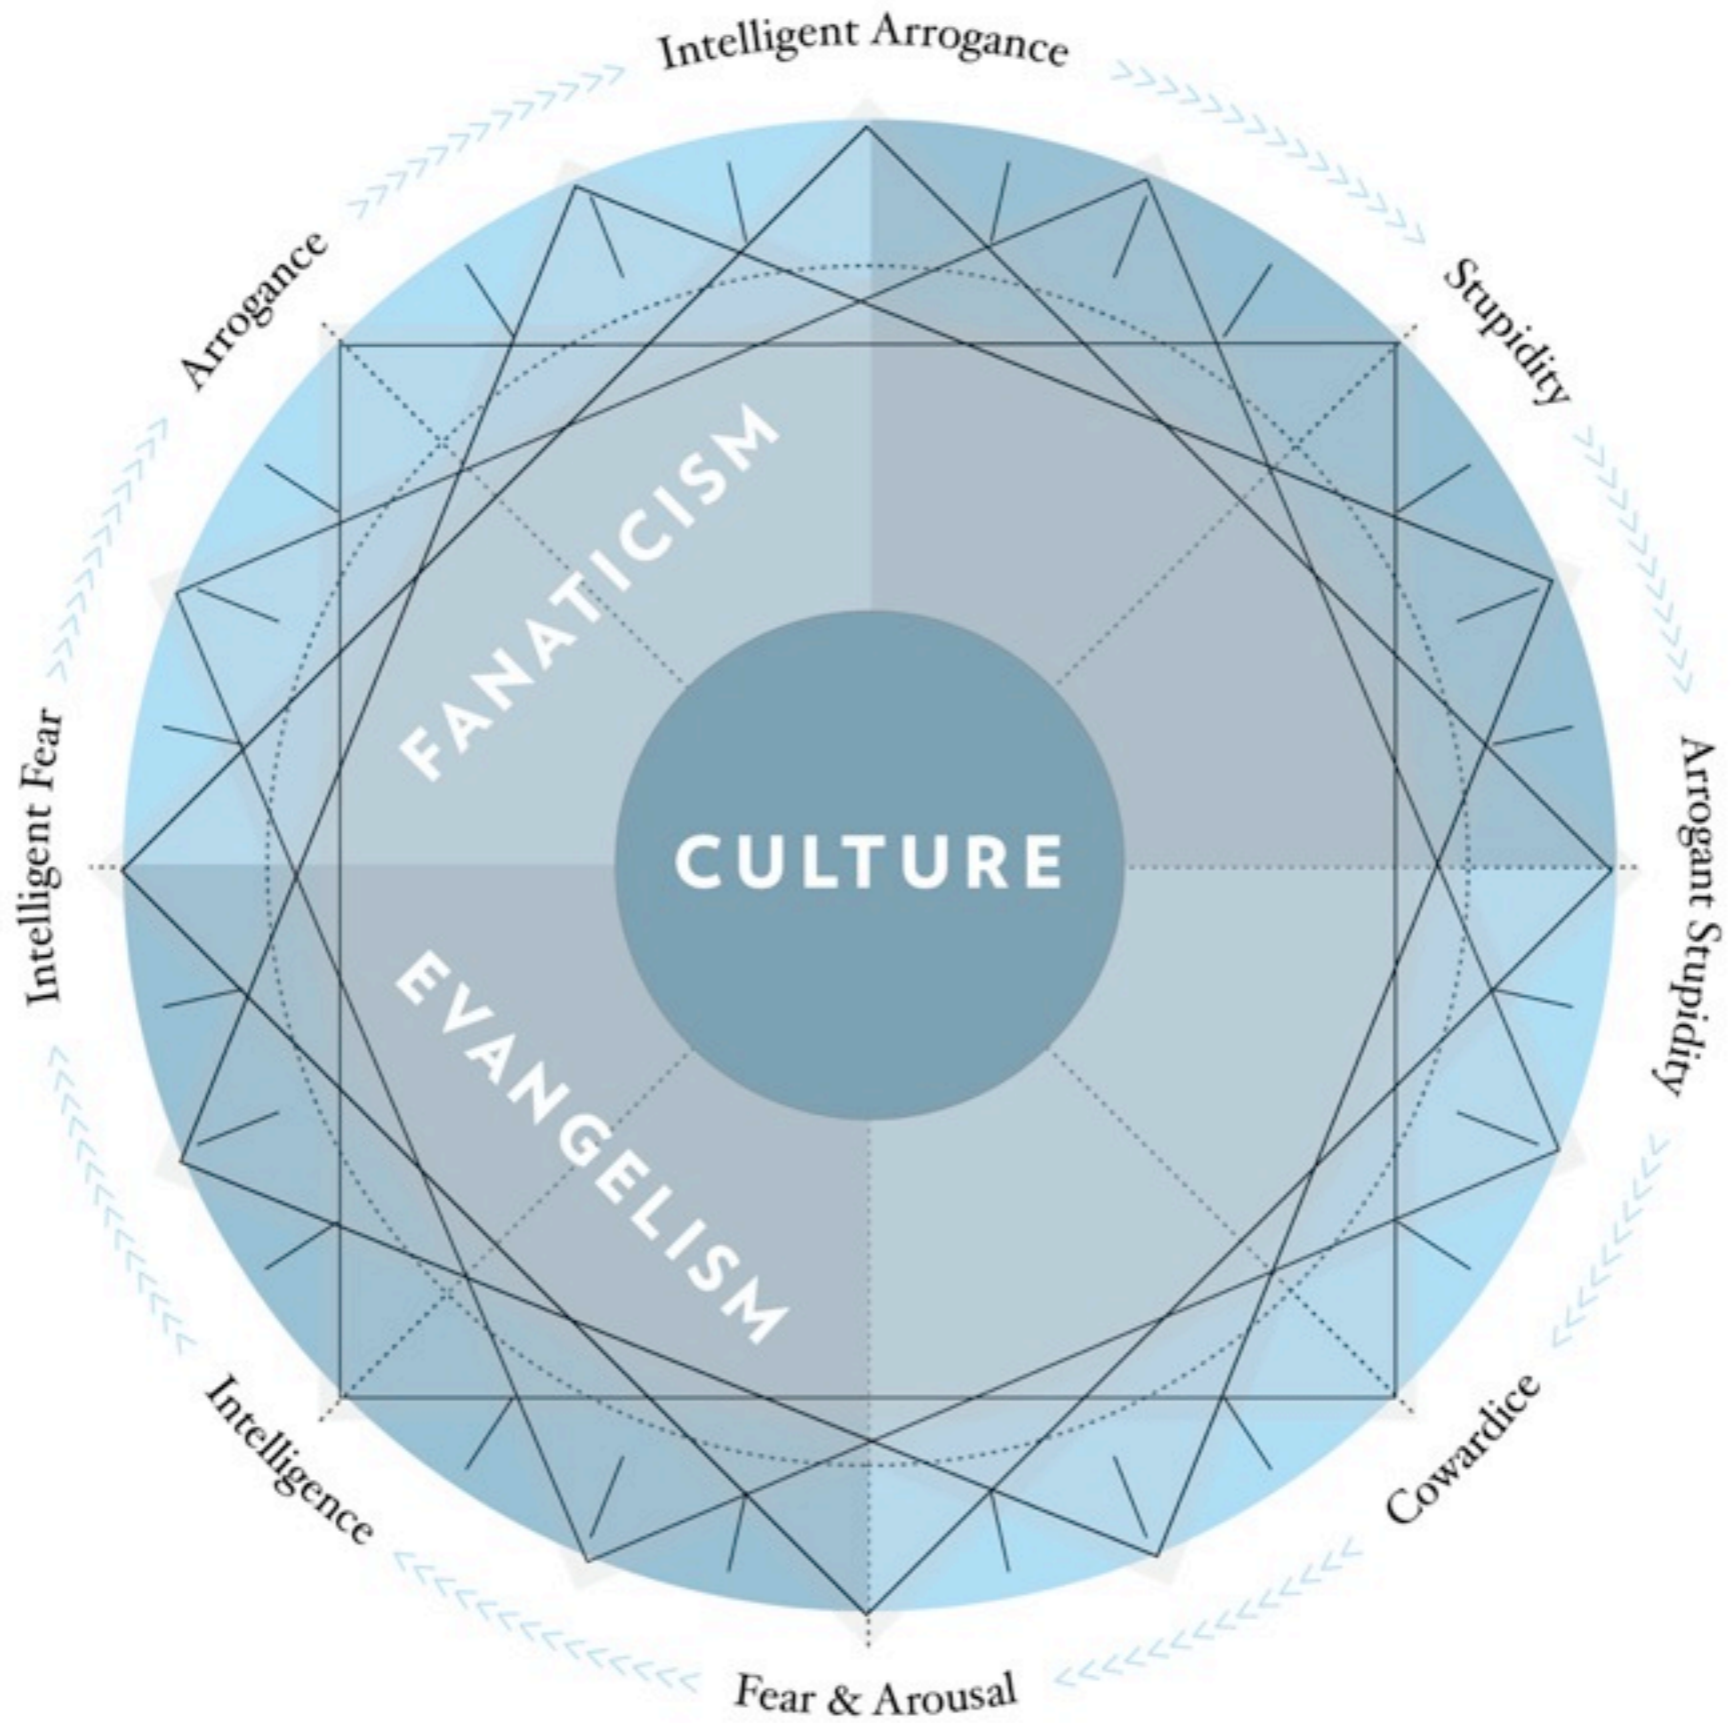 Intelligent Arrogance
Stupidity
Arrogant Stupidity
Cowardice
Fear & Arousal
Intelligence
Intelligent Fear
Arrogance
FANATICISM
CULTURE
EVANGELISM